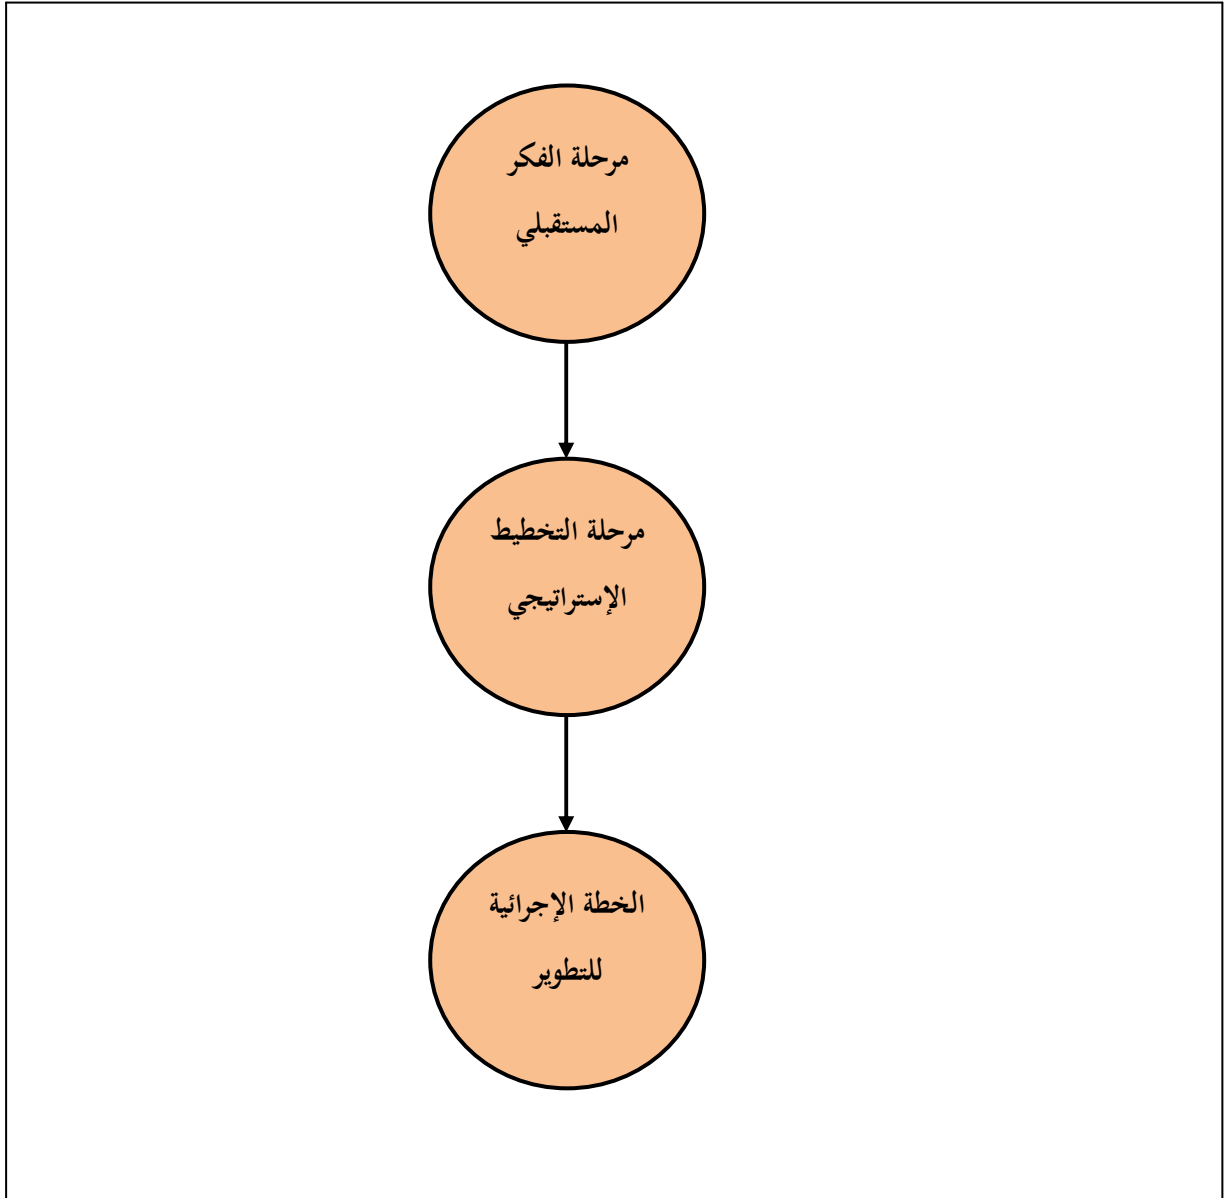 مرحلة الفكر
المستقبلي
مرحلة التخطيط
الإستراتيجي
الخطة الإجرائية
للتطوير